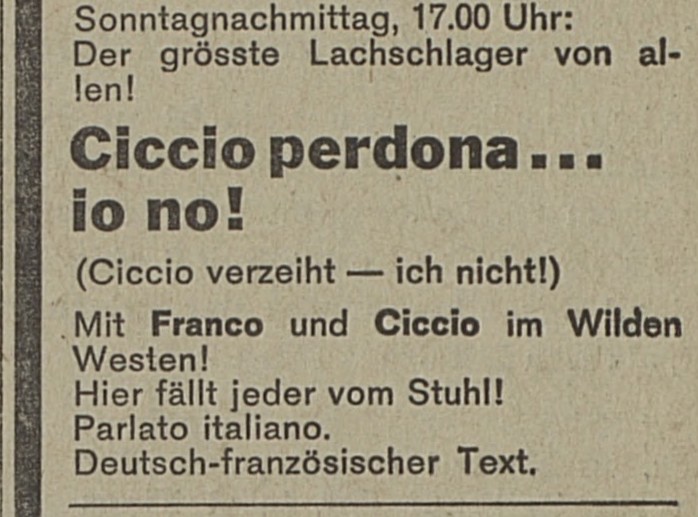 Sonntagnachmittag, 17.00 Uhr:
Der grösste Lachschlager von al-
len!
Ciccio perdona...
io no!
(Ciccio verzeiht — ich nicht!)
Mit Franco und Ciccio im Wilden
Westen!
Hier fällt jeder vom Stuhl!
Parlato italiano.
Deutsch-französischer Text.